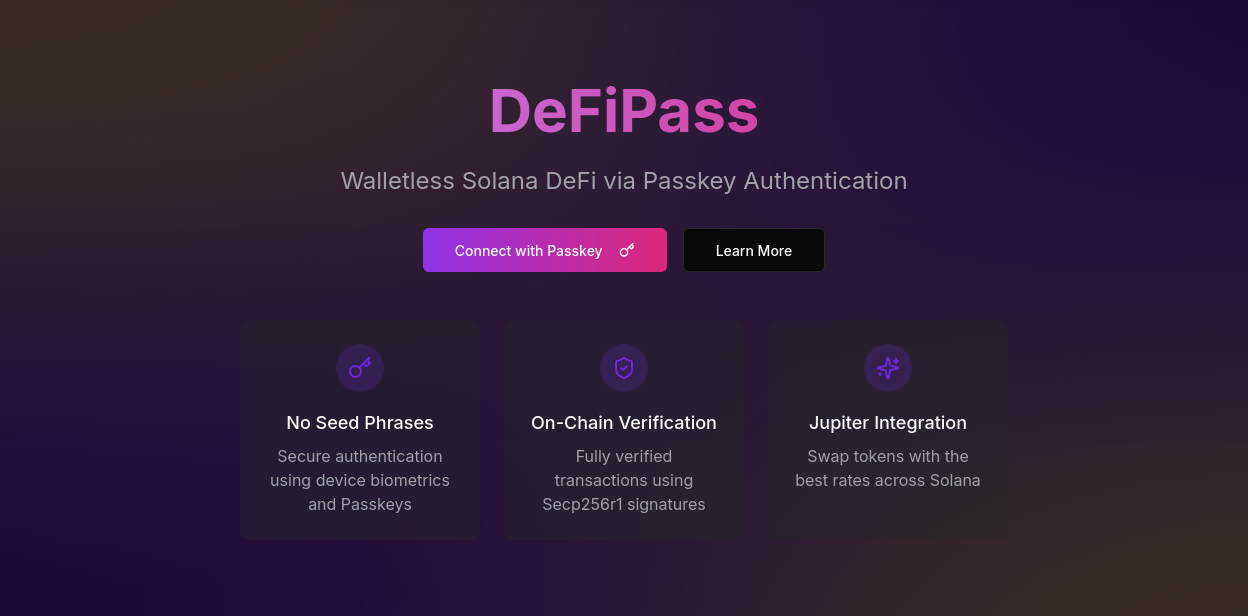 DeFiPass
Walletless Solana DeFi via Passkey Authentication
Connect with Passkey
Learn More
No Seed Phrases
Secure authentication
using device biometrics
and Passkeys
On-Chain Verification
Fully verified
transactions using
Secp256r1 signatures
Jupiter Integration
Swap tokens with the
best rates across Solana